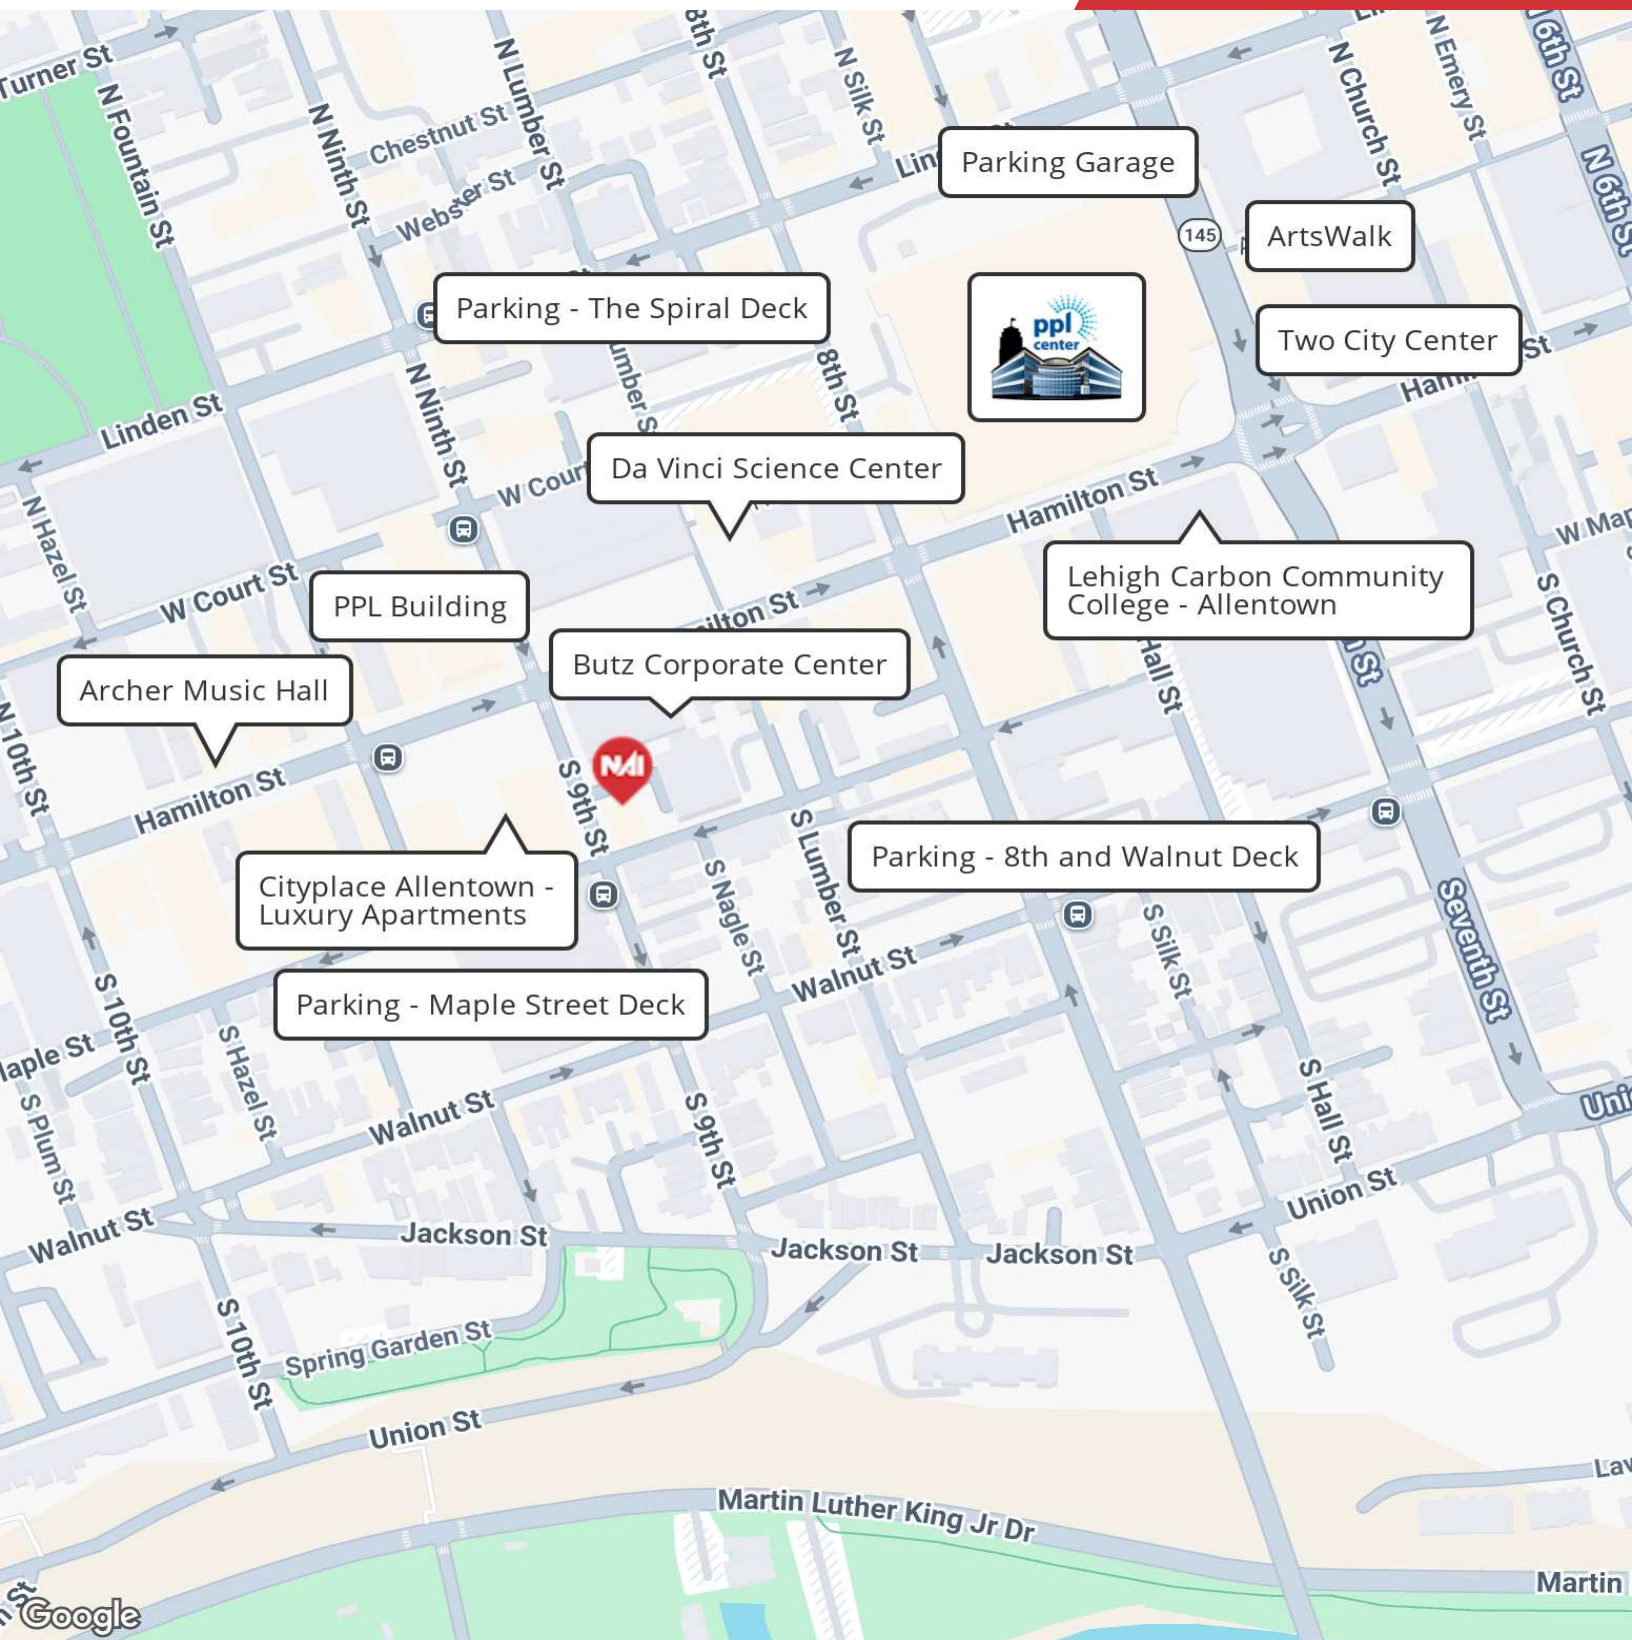 Turner St
N Fountain St
N Ninth St
Chestnut St
Webster St
N Lumber St
8th St
N Silk St
N Church St
N Emery St
N 6th St
N 6th St
Parking Garage
145
ArtsWalk
Parking - The Spiral Deck
ppl
center
Two City Center
Linden St
N Ninth St
8th St
W Court St
Da Vinci Science Center
Hamilton St
N Hazel St
W Court St
PPL Building
Lehigh Carbon Community
College - Allentown
S Church St
Butz Corporate Center
Archer Music Hall
N 10th St
Hall St
NAI
Hamilton St
S 9th St
S Lumber St
Parking - 8th and Walnut Deck
Cityplace Allentown -
Luxury Apartments
S Nagle St
Walnut St
S Silk St
Seventh St
Parking - Maple Street Deck
S 10th St
S Hazel St
S Plum St
Walnut St
S 9th St
S Hall St
Union St
Walnut St
Jackson St
Jackson St
Jackson St
S Silk St
S 10th St
Spring Garden St
Union St
Martin Luther King Jr Dr
Martin
Google